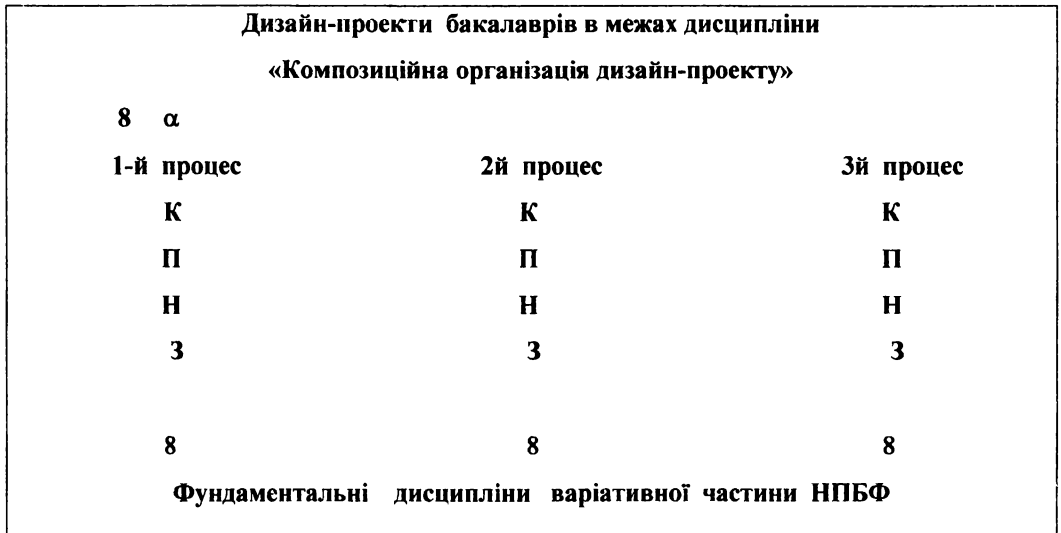 Дизайн-проекти бакалаврів в межах дисципліни
«Композиційна організація дизайн-проекту»
8 α
1-й процес 2й процес 3й процес
К К К
П П П
Н Н Н
З З З
8 8 8
Фундаментальні дисципліни варіативної частини НПБФ